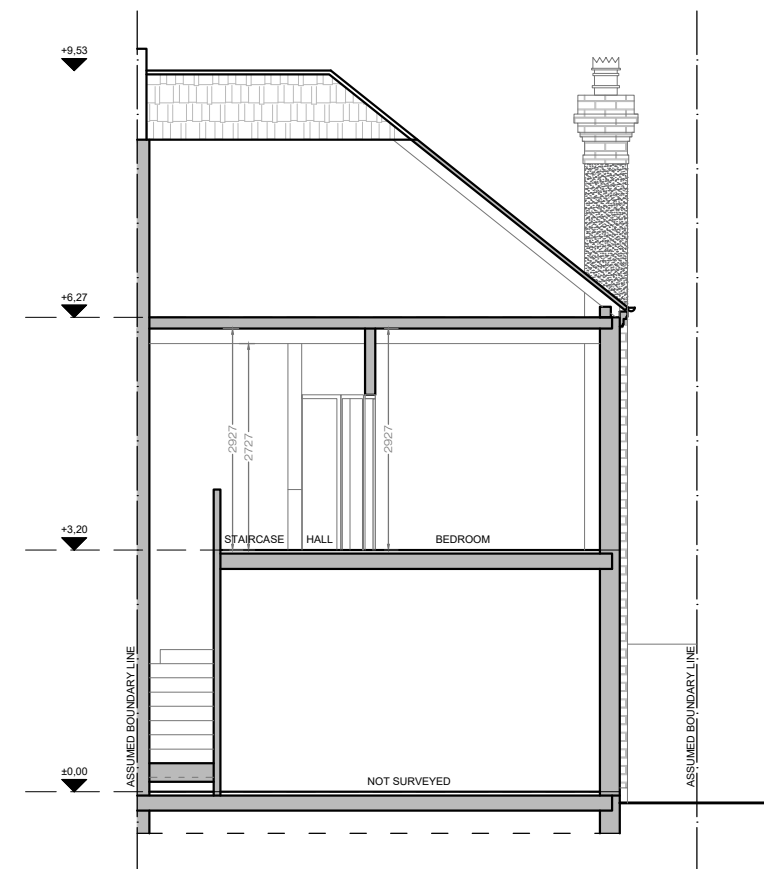 +9,53
+6,27
2927
2727
2927
+3,20
STAIRCASE
HALL
BEDROOM
ASSUMED BOUNDARY LINE
ASSUMED BOUNDARY LINE
±0,00
NOT SURVEYED